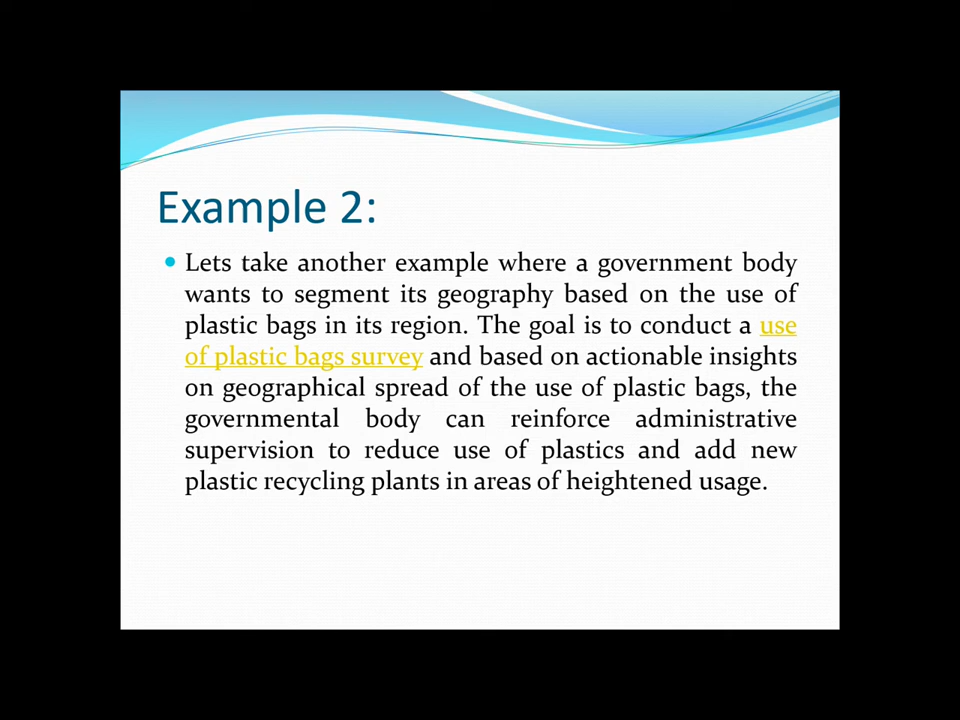 Example 2:
Lets take another example where a government body
wants to segment its geography based on the use of
plastic bags in its region. The goal is to conduct a use
of plastic bags survey and based on actionable insights
on geographical spread of the use of plastic bags, the
governmental body can reinforce administrative
supervision to reduce use of plastics and add new
plastic recycling plants in areas of heightened usage.